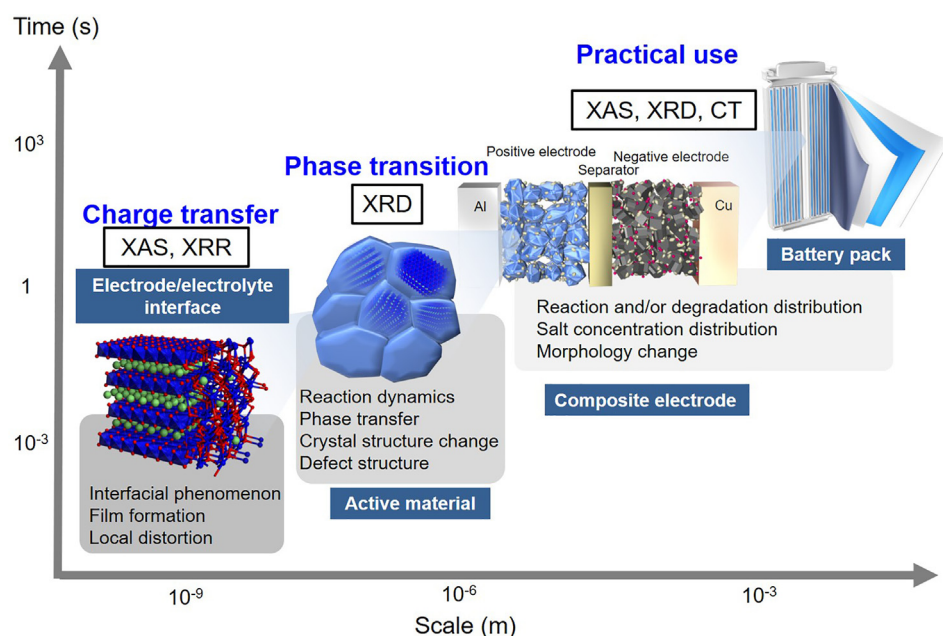 Time (s)
10³
1
10⁻³
Practical use
XAS, XRD, CT
Positive electrode
Negative electrode
Separator
Al
Cu
Battery pack
Phase transition
XRD
Charge transfer
XAS, XRR
Electrode/electrolyte
interface
Reaction and/or degradation distribution
Salt concentration distribution
Morphology change
Composite electrode
Reaction dynamics
Phase transfer
Crystal structure change
Defect structure
Active material
Interfacial phenomenon
Film formation
Local distortion
10⁻⁹
10⁻⁶
10⁻³
Scale (m)